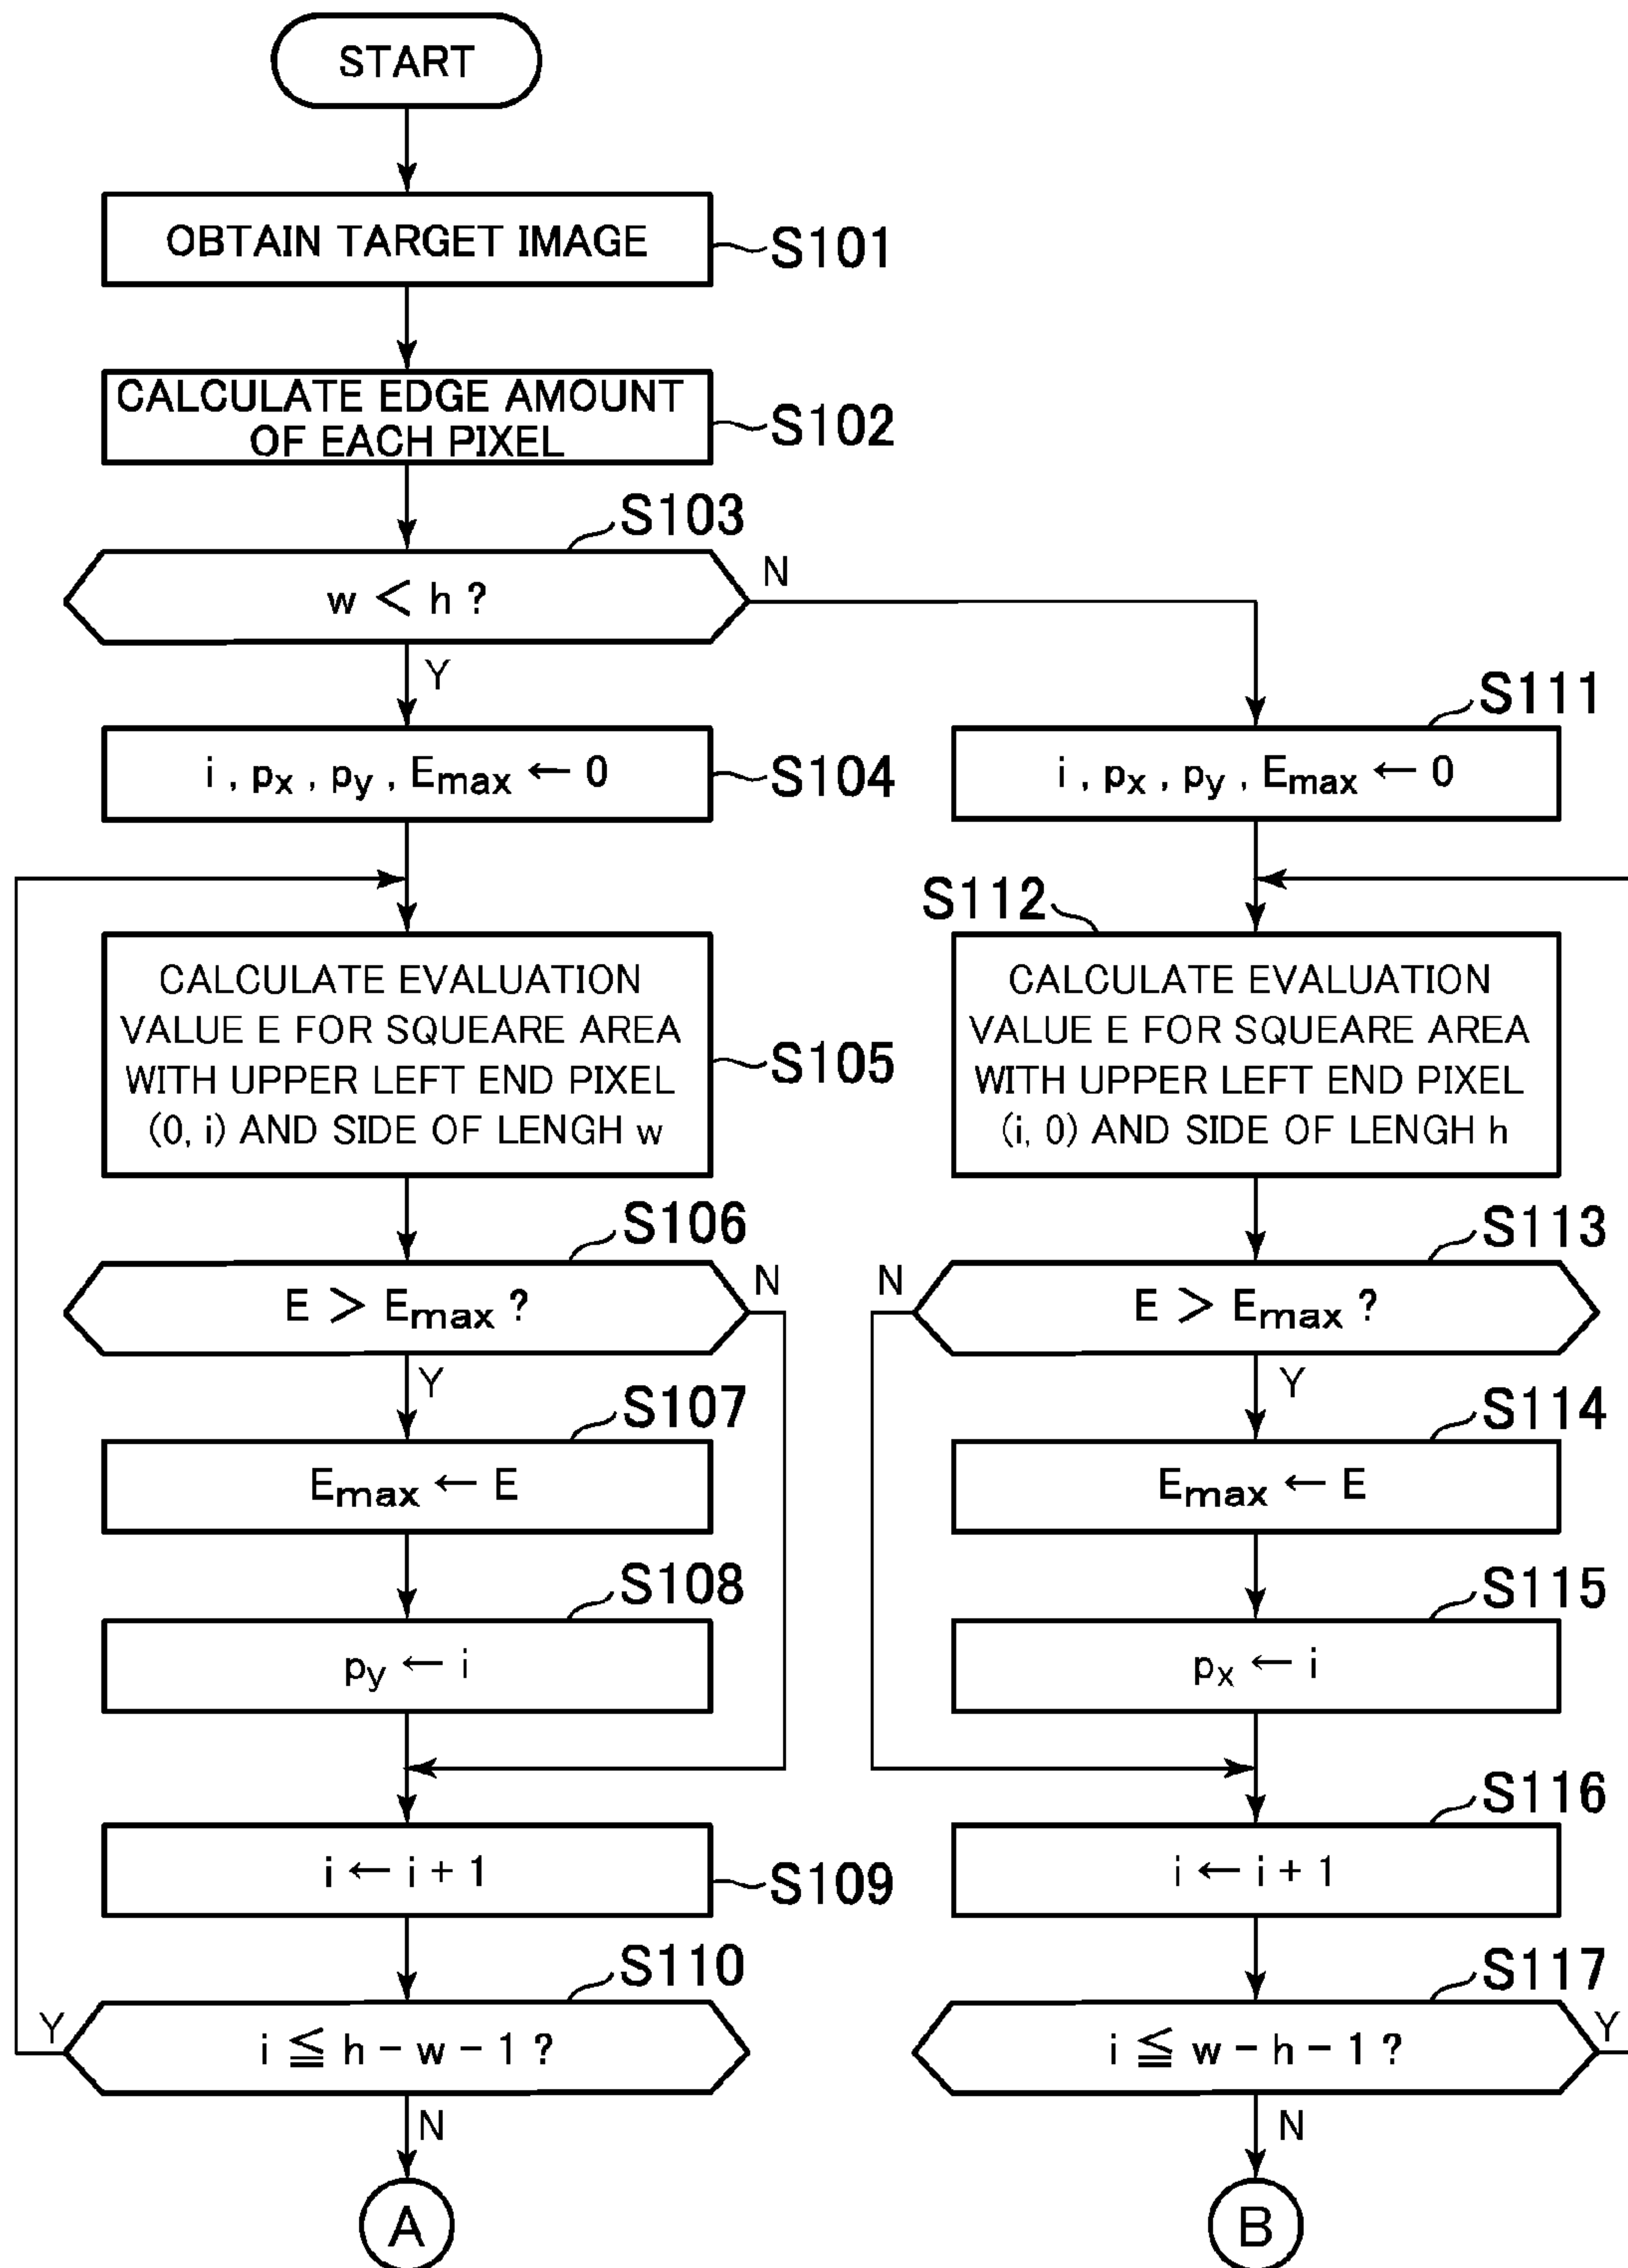 START
OBTAIN TARGET IMAGE
S101
CALCULATE EDGE AMOUNT
OF EACH PIXEL
S102
S103
w < h ?
N
Y
i , px , py , Emax ← 0
S104
S105
CALCULATE EVALUATION
VALUE E FOR SQUEARE AREA
WITH UPPER LEFT END PIXEL
(0, i) AND SIDE OF LENGH w
S106
E > Emax ?
N
Y
S107
Emax ← E
S108
py ← i
i ← i + 1
S109
S110
i ≦ h − w − 1 ?
Y
N
A
S111
i , px , py , Emax ← 0
S112
CALCULATE EVALUATION
VALUE E FOR SQUEARE AREA
WITH UPPER LEFT END PIXEL
(i, 0) AND SIDE OF LENGH h
S113
E > Emax ?
N
Y
S114
Emax ← E
S115
px ← i
S116
i ← i + 1
S117
i ≦ w − h − 1 ?
Y
N
B